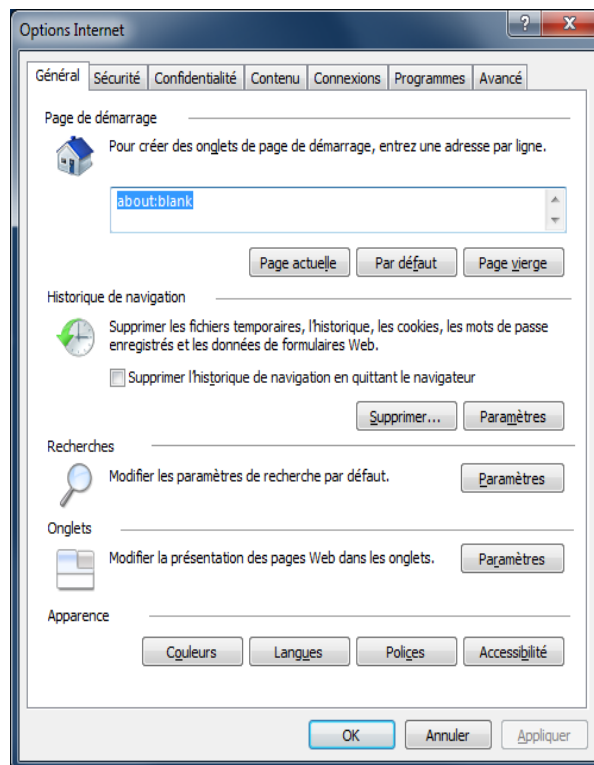 Options Internet
Général Sécurité Confidentialité Contenu Connexions Programmes Avancé
Page de démarrage
Pour créer des onglets de page de démarrage, entrez une adresse par ligne.
about:blank
Page actuelle Par défaut Page vierge
Historique de navigation
Supprimer les fichiers temporaires, l'historique, les cookies, les mots de passe
enregistrés et les données de formulaires Web.
Supprimer l'historique de navigation en quittant le navigateur
Supprimer... Paramètres
Recherches
Modifier les paramètres de recherche par défaut.
Paramètres
Onglets
Modifier la présentation des pages Web dans les onglets.
Paramètres
Apparence
Couleurs Langues Polices Accessibilité
OK Annuler Appliquer